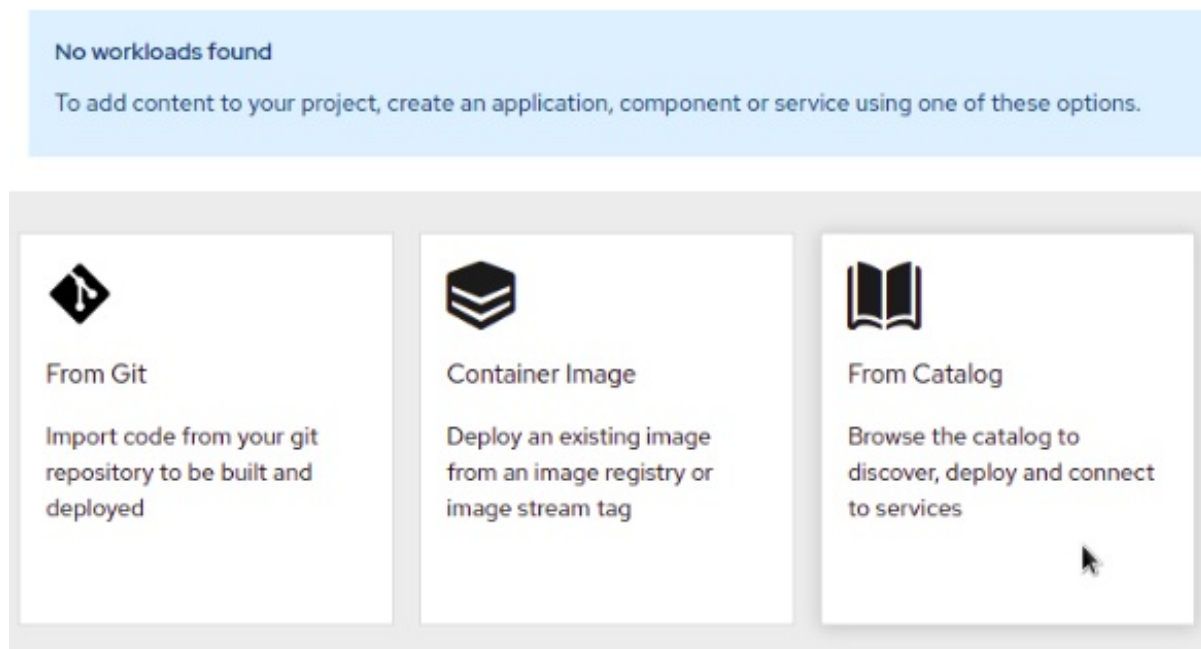 No workloads found
To add content to your project, create an application, component or service using one of these options.
From Git
Import code from your git
repository to be built and
deployed
Container Image
Deploy an existing image
from an image registry or
image stream tag
From Catalog
Browse the catalog to
discover, deploy and connect
to services